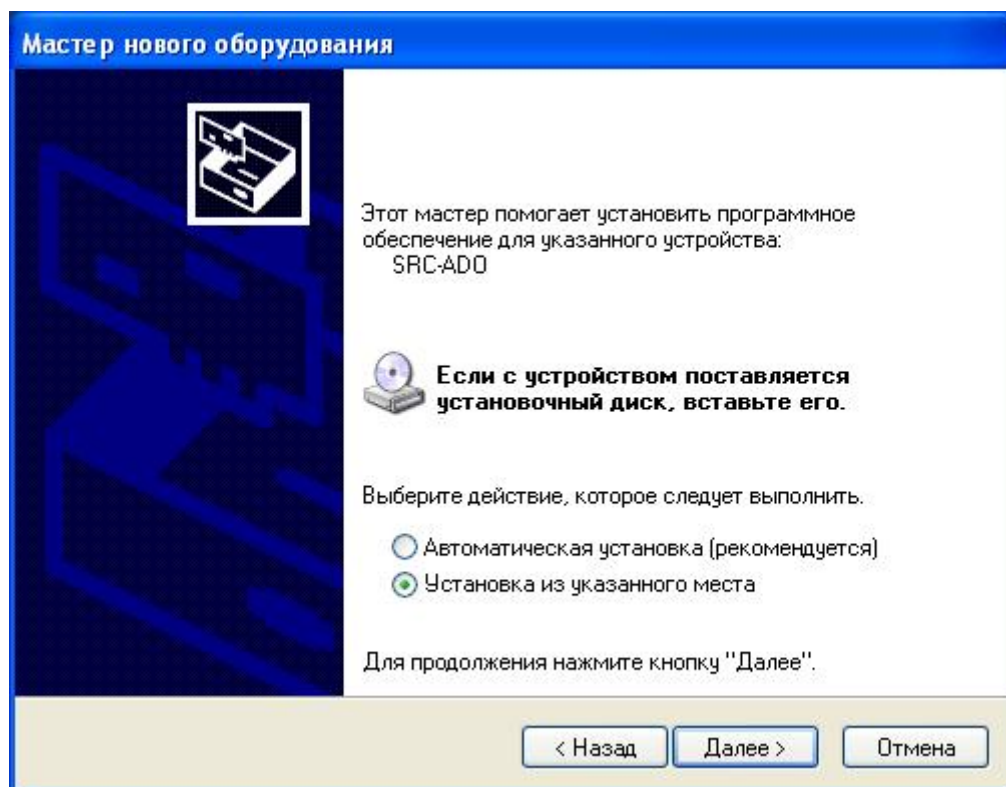 Мастер нового оборудования
Этот мастер помогает установить программное
обеспечение для указанного устройства:
SRC-ADO
Если с устройством поставляется
установочный диск, вставьте его.
Выберите действие, которое следует выполнить.
Автоматическая установка (рекомендуется)
Установка из указанного места
Для продолжения нажмите кнопку "Далее".
< Назад
Далее >
Отмена